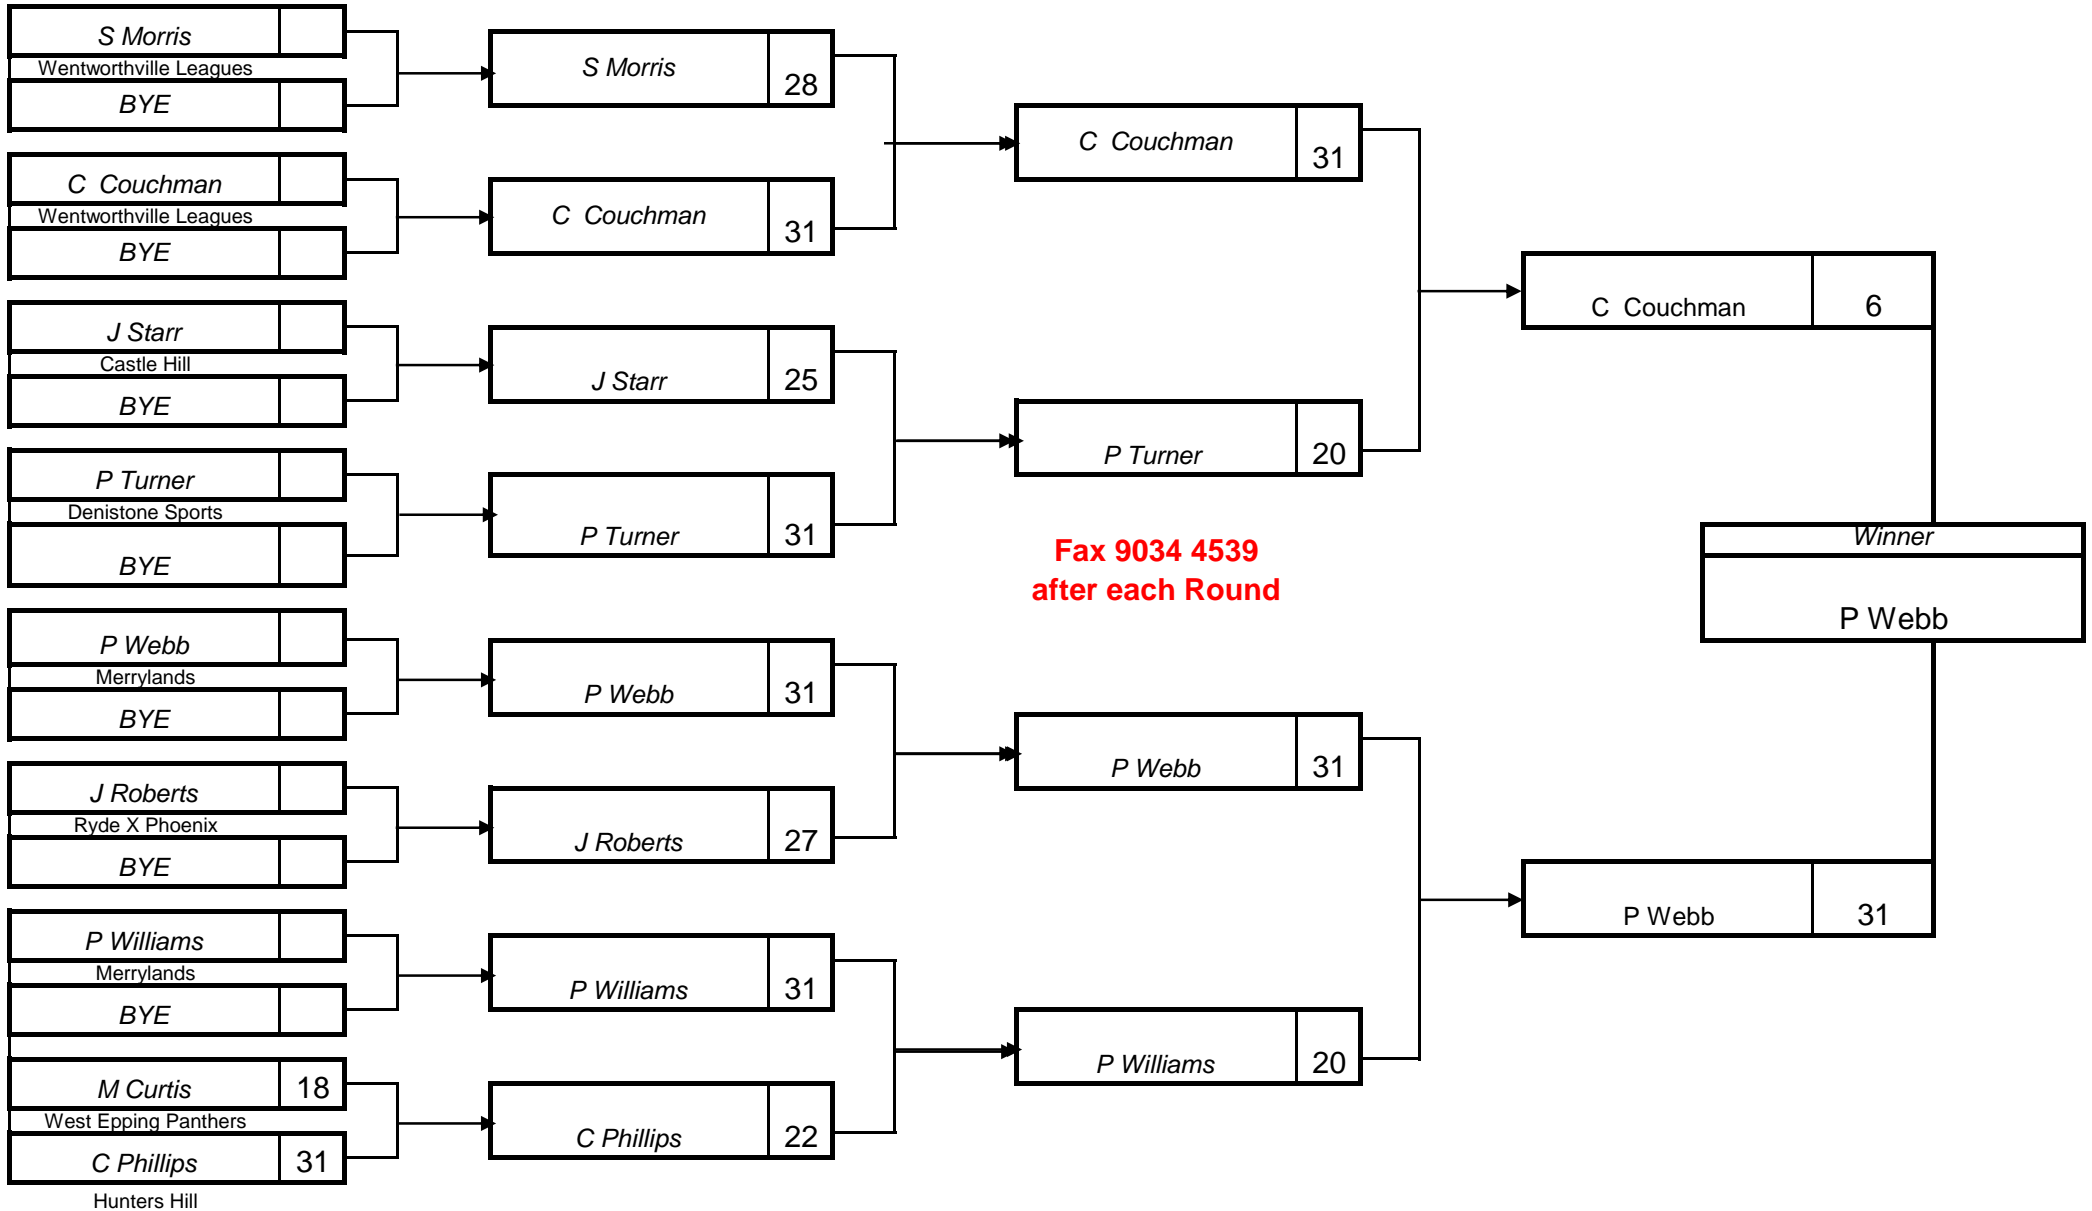 S Morris
Wentworthville Leagues
BYE
C  Couchman
Wentworthville Leagues
BYE
J Starr
Castle Hill
BYE
P Turner
Denistone Sports
BYE
P Webb
Merrylands
BYE
J Roberts
Ryde X Phoenix
BYE
P Williams
Merrylands
BYE
M Curtis 18
West Epping Panthers
C Phillips 31
Hunters Hill
S Morris 28
C  Couchman 31
J Starr 25
P Turner 31
P Webb 31
J Roberts 27
P Williams 31
C Phillips 22
C  Couchman 31
P Turner 20
Fax 9034 4539
after each Round
P Webb 31
P Williams 20
C  Couchman 6
P Webb 31
Winner
P Webb